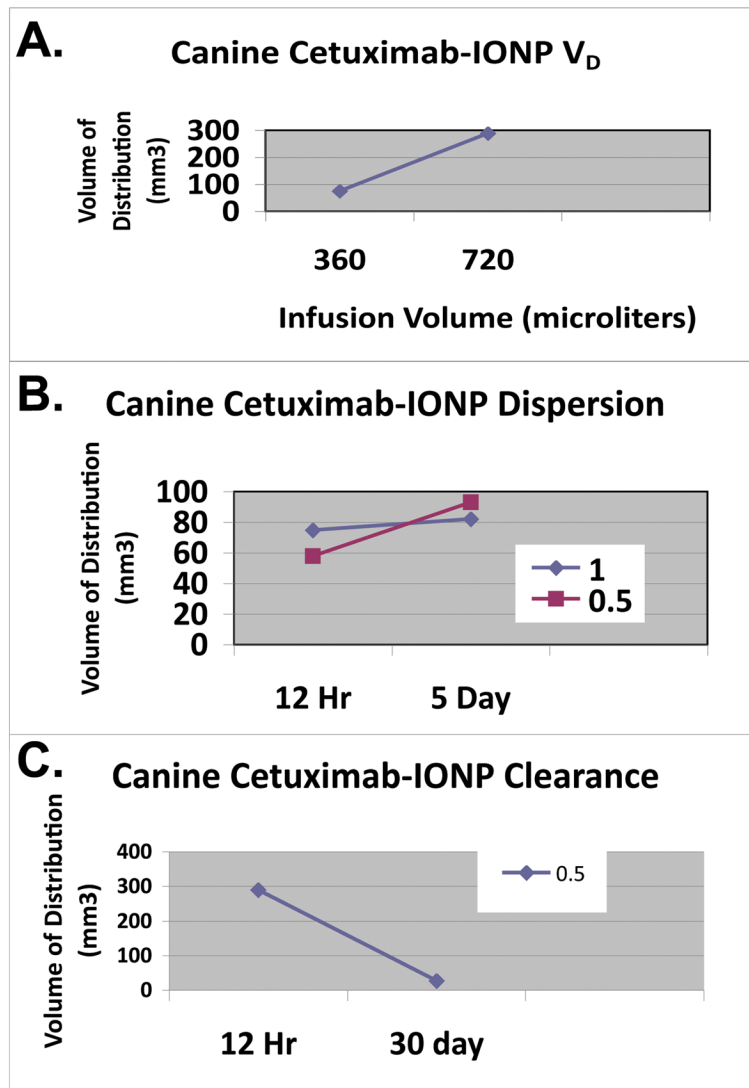 A.
Canine Cetuximab-IONP VD
Volume of
Distribution
(mm3)
300
200
100
0
360 720
Infusion Volume (microliters)
B.
Canine Cetuximab-IONP Dispersion
Volume of Distribution
(mm3)
100
80
60
40
20
0
1
0.5
12 Hr 5 Day
C.
Canine Cetuximab-IONP Clearance
Volume of Distribution
(mm3)
400
300
200
100
0
0.5
12 Hr 30 day